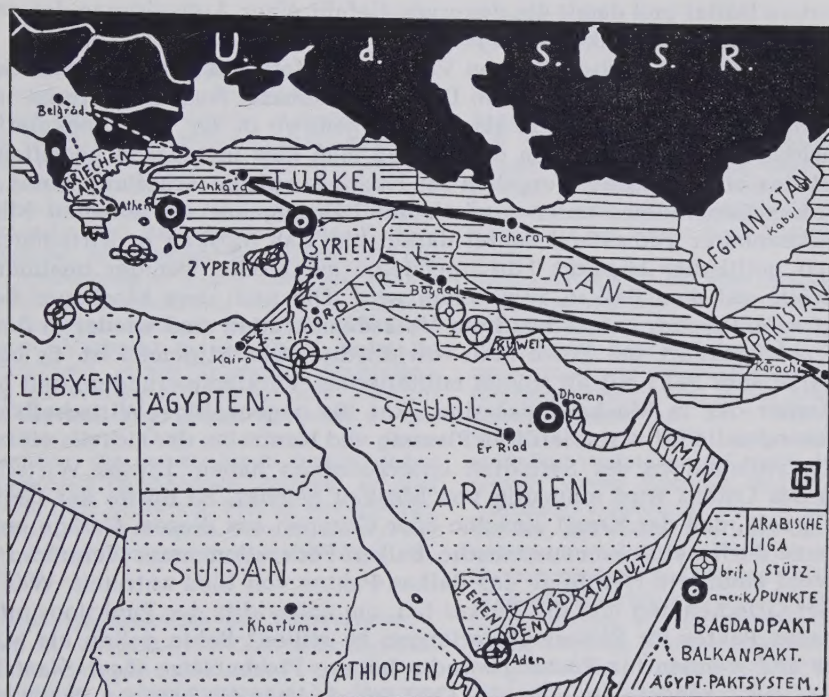 U. d. S. S. R.
Belgrad
GRIECHEN
LAND
Athen
Ankara
TÜRKEI
Teheran
AFGHANISTAN
Kabul
ZYPERN
SYRIEN
IRAK
IRAN
JORD.
Bagdad
PAKISTAN
Karachi
KUWEIT
Kairo
LIBYEN
ÄGYPTEN
SAUDI
Dharan
Er Riad
OMAN
ARABIEN
SUDAN
Khartum
JEMEN
ADEN
HADRAMAUT
ÄTHIOPIEN
Aden
ARABISCHE
LIGA
brit. } STÜTZ-
amerik. } PUNKTE
BAGDADPAKT
BALKANPAKT.
ÄGYPT. PAKTSYSTEM.